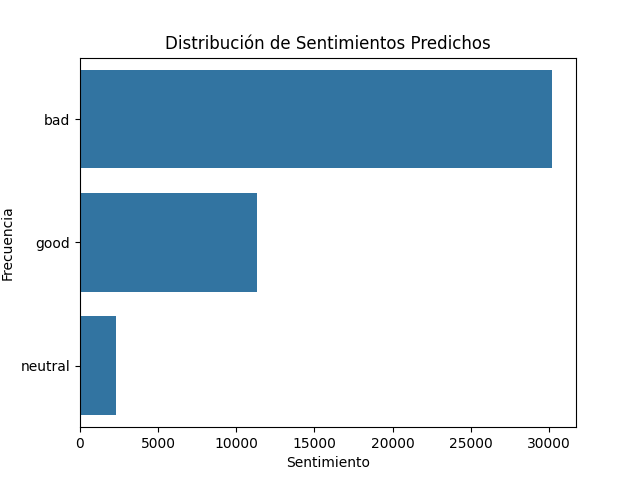 Distribución de Sentimientos Predichos
bad
good
neutral
Frecuencia
0 5000 10000 15000 20000 25000 30000
Sentimiento